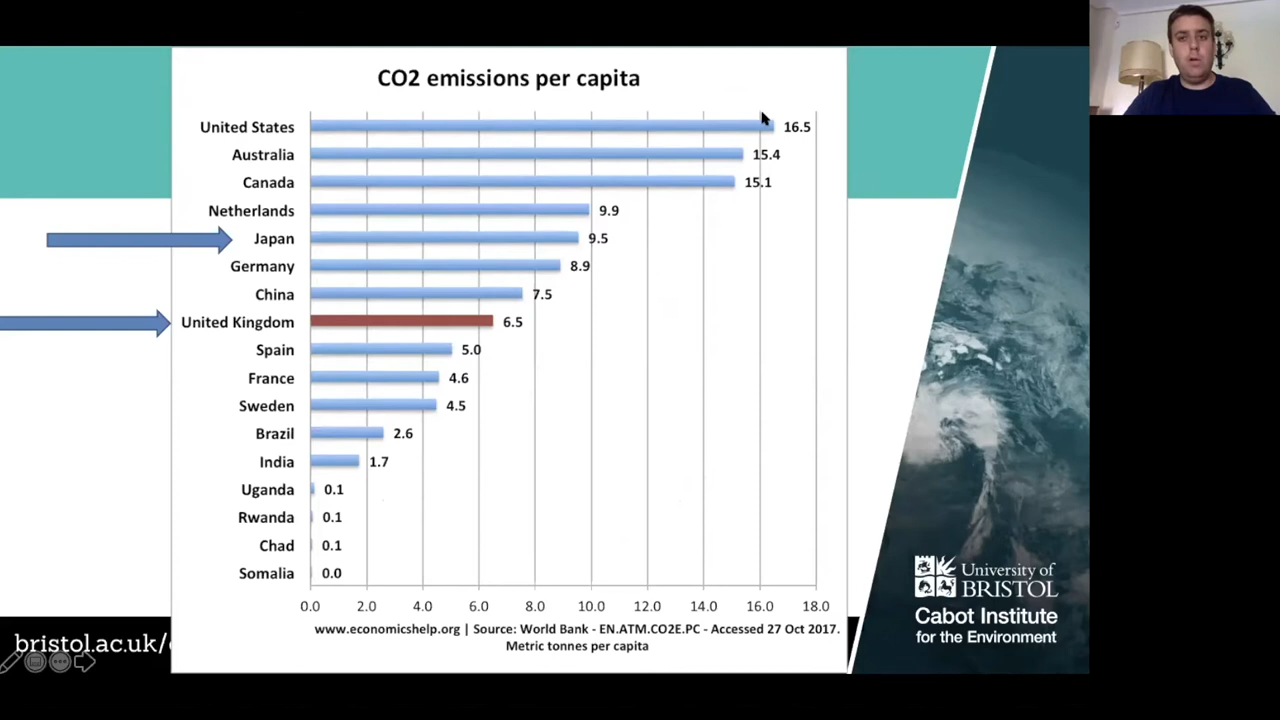 CO2 emissions per capita
United States 16.5
Australia 15.4
Canada 15.1
Netherlands 9.9
Japan 9.5
Germany 8.9
China 7.5
United Kingdom 6.5
Spain 5.0
France 4.6
Sweden 4.5
Brazil 2.6
India 1.7
Uganda 0.1
Rwanda 0.1
Chad 0.1
Somalia 0.0
0.0 2.0 4.0 6.0 8.0 10.0 12.0 14.0 16.0 18.0
www.economicshelp.org | Source: World Bank - EN.ATM.CO2E.PC - Accessed 27 Oct 2017.
Metric tonnes per capita
bristol.ac.uk/
University of
BRISTOL
Cabot Institute
for the Environment